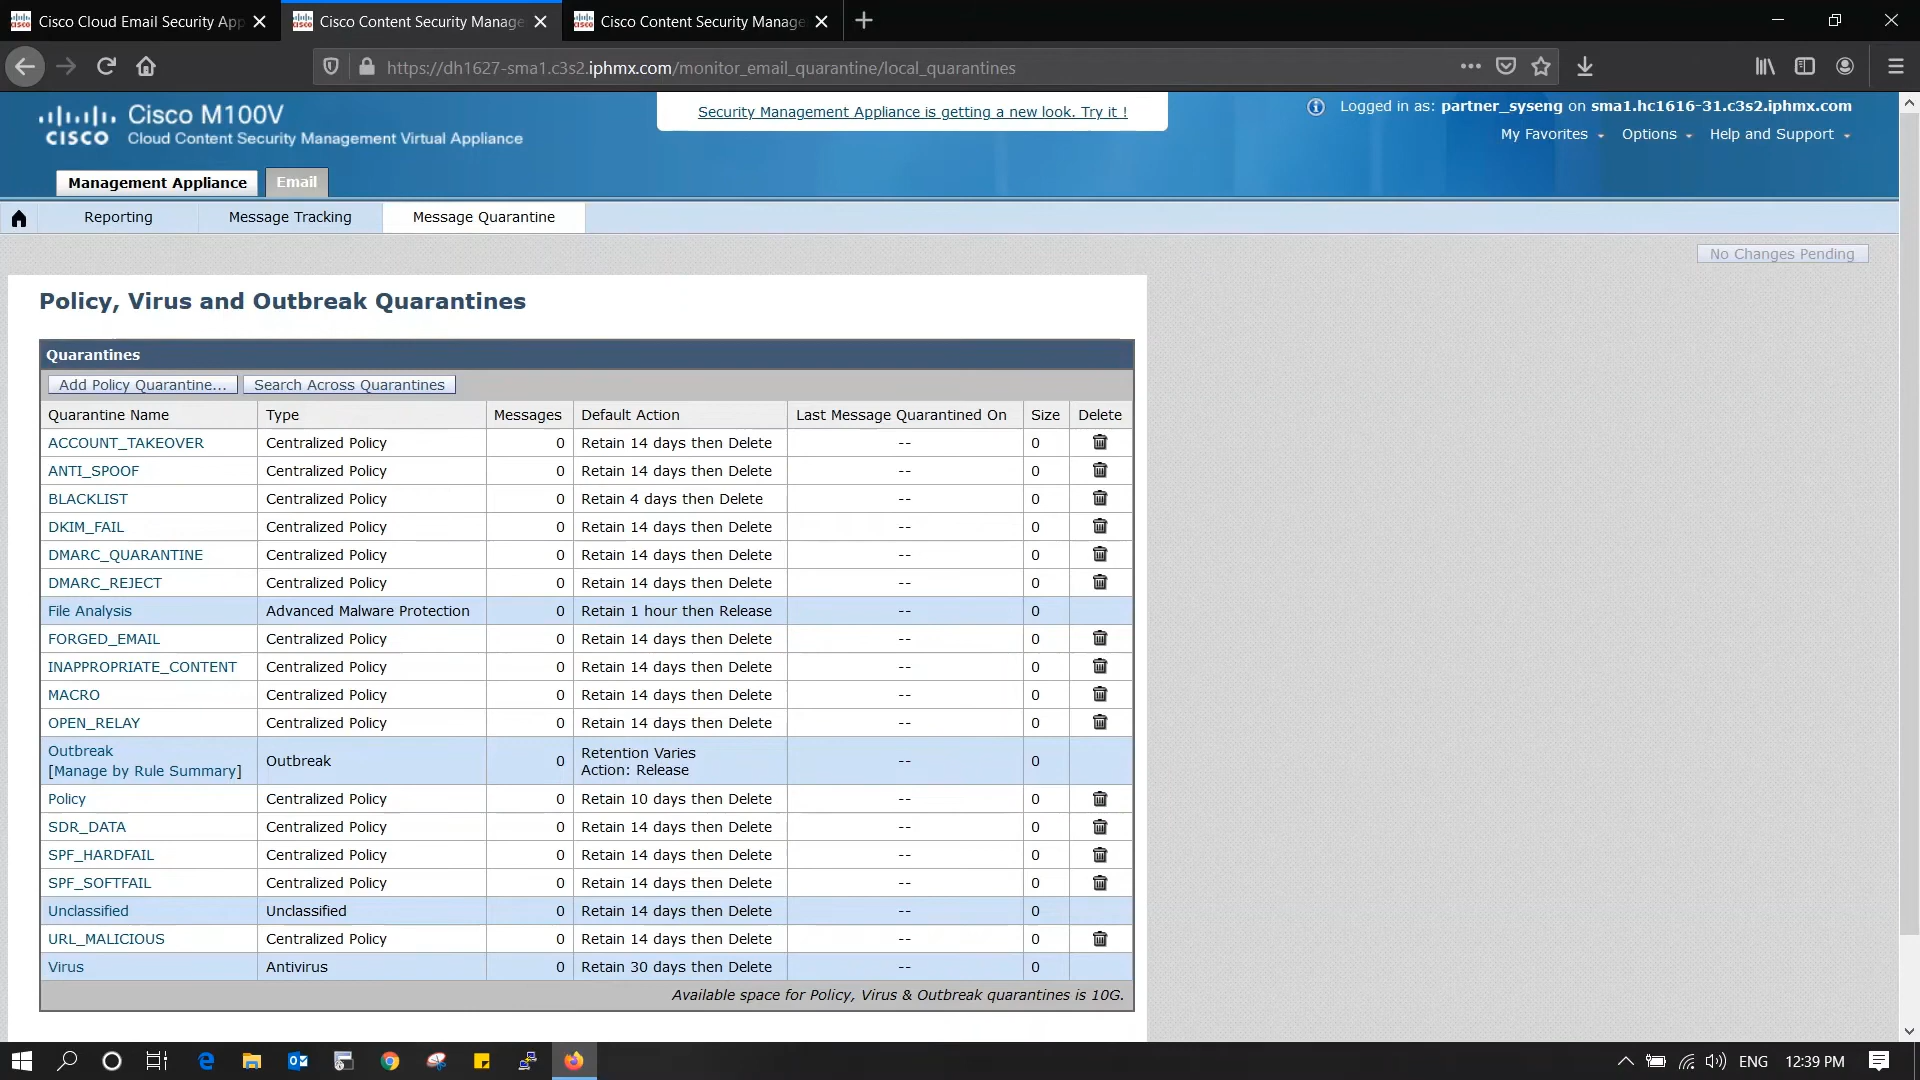 Cisco Cloud Email Security App
Cisco Content Security Manage
Cisco Content Security Manage
https://dh1627-sma1.c3s2.iphmx.com/monitor_email_quarantine/local_quarantines
CISCO
Cisco M100V
Cloud Content Security Management Virtual Appliance
Security Management Appliance is getting a new look. Try it !
Logged in as: partner_syseng on sma1.hc1616-31.c3s2.iphmx.com
My Favorites Options Help and Support
Management Appliance Email
Reporting Message Tracking Message Quarantine
No Changes Pending
Policy, Virus and Outbreak Quarantines
Quarantines
Add Policy Quarantine... Search Across Quarantines
Quarantine Name Type Messages Default Action Last Message Quarantined On Size Delete
ACCOUNT_TAKEOVER Centralized Policy 0 Retain 14 days then Delete -- 0
ANTI_SPOOF Centralized Policy 0 Retain 14 days then Delete -- 0
BLACKLIST Centralized Policy 0 Retain 4 days then Delete -- 0
DKIM_FAIL Centralized Policy 0 Retain 14 days then Delete -- 0
DMARC_QUARANTINE Centralized Policy 0 Retain 14 days then Delete -- 0
DMARC_REJECT Centralized Policy 0 Retain 14 days then Delete -- 0
File Analysis Advanced Malware Protection 0 Retain 1 hour then Release -- 0
FORGED_EMAIL Centralized Policy 0 Retain 14 days then Delete -- 0
INAPPROPRIATE_CONTENT Centralized Policy 0 Retain 14 days then Delete -- 0
MACRO Centralized Policy 0 Retain 14 days then Delete -- 0
OPEN_RELAY Centralized Policy 0 Retain 14 days then Delete -- 0
Outbreak
[Manage by Rule Summary] Outbreak 0 Retention Varies
Action: Release -- 0
Policy Centralized Policy 0 Retain 10 days then Delete -- 0
SDR_DATA Centralized Policy 0 Retain 14 days then Delete -- 0
SPF_HARDFAIL Centralized Policy 0 Retain 14 days then Delete -- 0
SPF_SOFTFAIL Centralized Policy 0 Retain 14 days then Delete -- 0
Unclassified Unclassified 0 Retain 14 days then Delete -- 0
URL_MALICIOUS Centralized Policy 0 Retain 14 days then Delete -- 0
Virus Antivirus 0 Retain 30 days then Delete -- 0
Available space for Policy, Virus & Outbreak quarantines is 10G.
ENG 12:39 PM